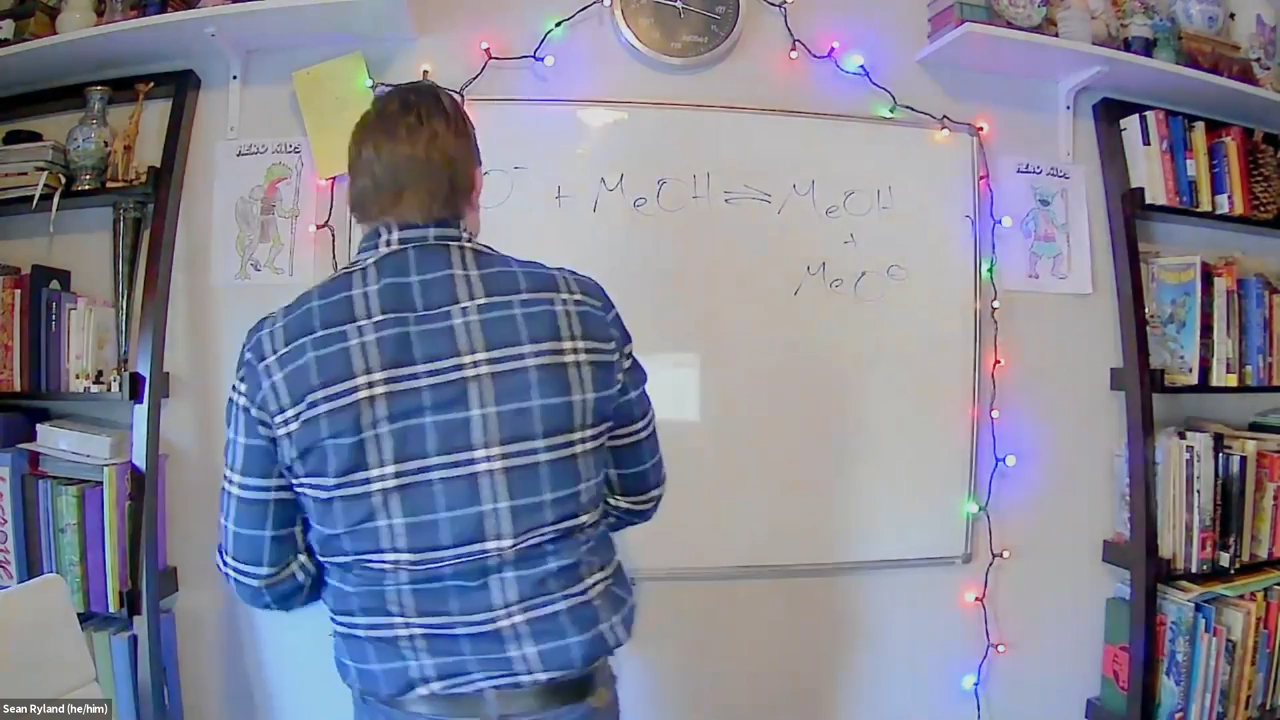 HERO KIDS
HERO KIDS
O⁻ + MeOH ⇌ MeOH
+
MeO⊖
Sean Ryland (he/him)